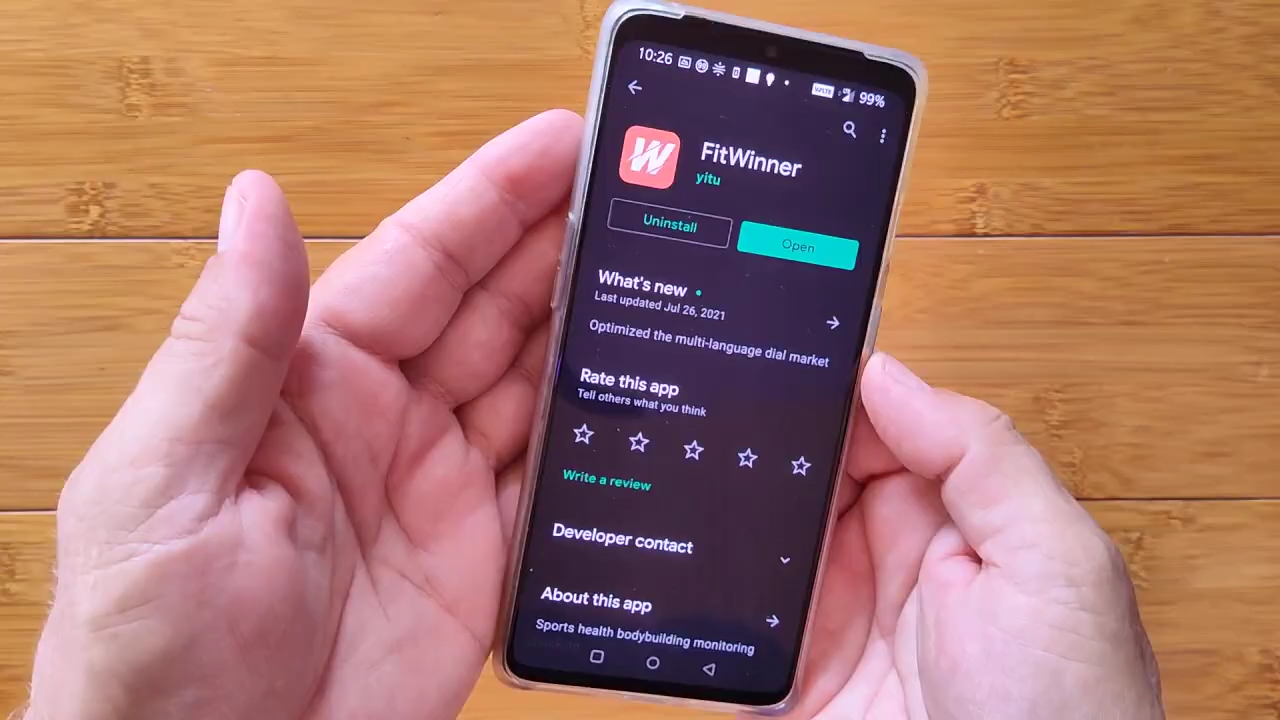 10:26 99%
W
FitWinner
yitu
Uninstall
Open
What's new
Last updated Jul 26, 2021
Optimized the multi-language dial market
Rate this app
Tell others what you think
Write a review
Developer contact
About this app
Sports health bodybuilding monitoring